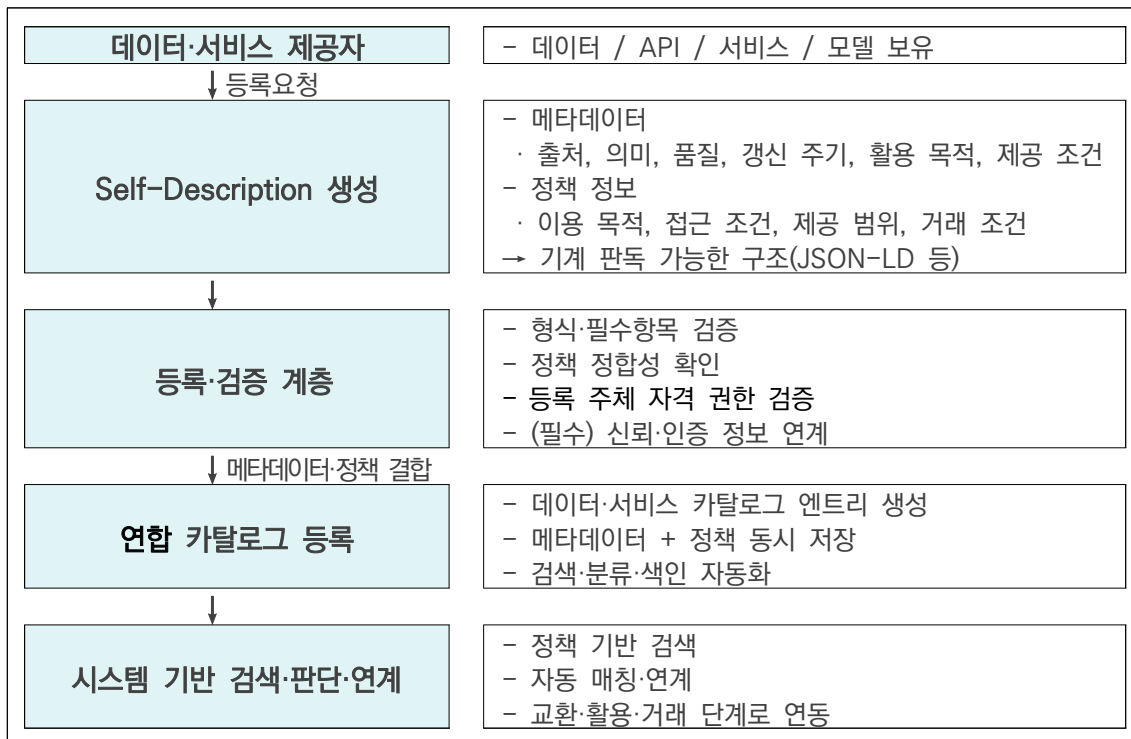 데이터·서비스 제공자
- 데이터 / API / 서비스 / 모델 보유
등록요청
Self-Description 생성
- 메타데이터
· 출처, 의미, 품질, 갱신 주기, 활용 목적, 제공 조건
- 정책 정보
· 이용 목적, 접근 조건, 제공 범위, 거래 조건
→ 기계 판독 가능한 구조(JSON-LD 등)
등록·검증 계층
- 형식·필수항목 검증
- 정책 정합성 확인
- 등록 주체 자격 권한 검증
- (필수) 신뢰·인증 정보 연계
메타데이터·정책 결합
연합 카탈로그 등록
- 데이터·서비스 카탈로그 엔트리 생성
- 메타데이터 + 정책 동시 저장
- 검색·분류·색인 자동화
시스템 기반 검색·판단·연계
- 정책 기반 검색
- 자동 매칭·연계
- 교환·활용·거래 단계로 연동